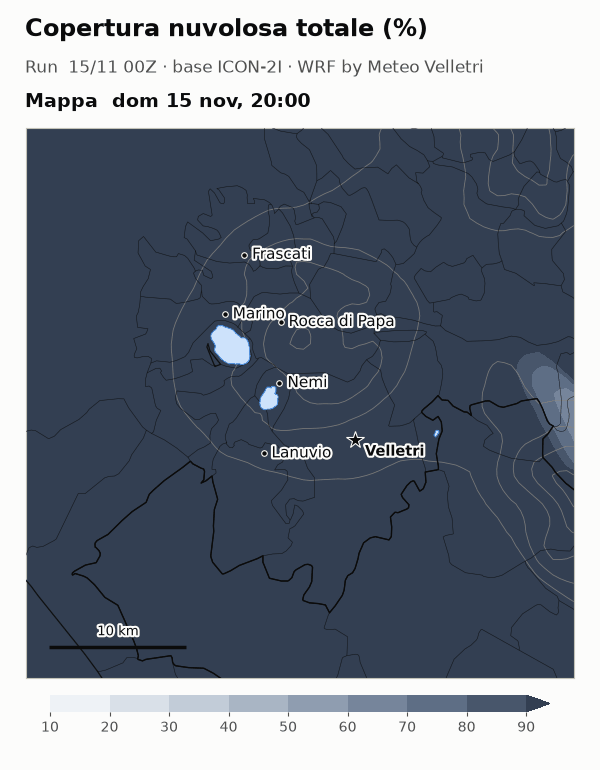 Copertura nuvolosa totale (%)
Run  15/11 00Z · base ICON-2I · WRF by Meteo Velletri
Mappa  dom 15 nov, 20:00
Frascati
Marino
Rocca di Papa
Nemi
Velletri
Lanuvio
10 km
10 20 30 40 50 60 70 80 90